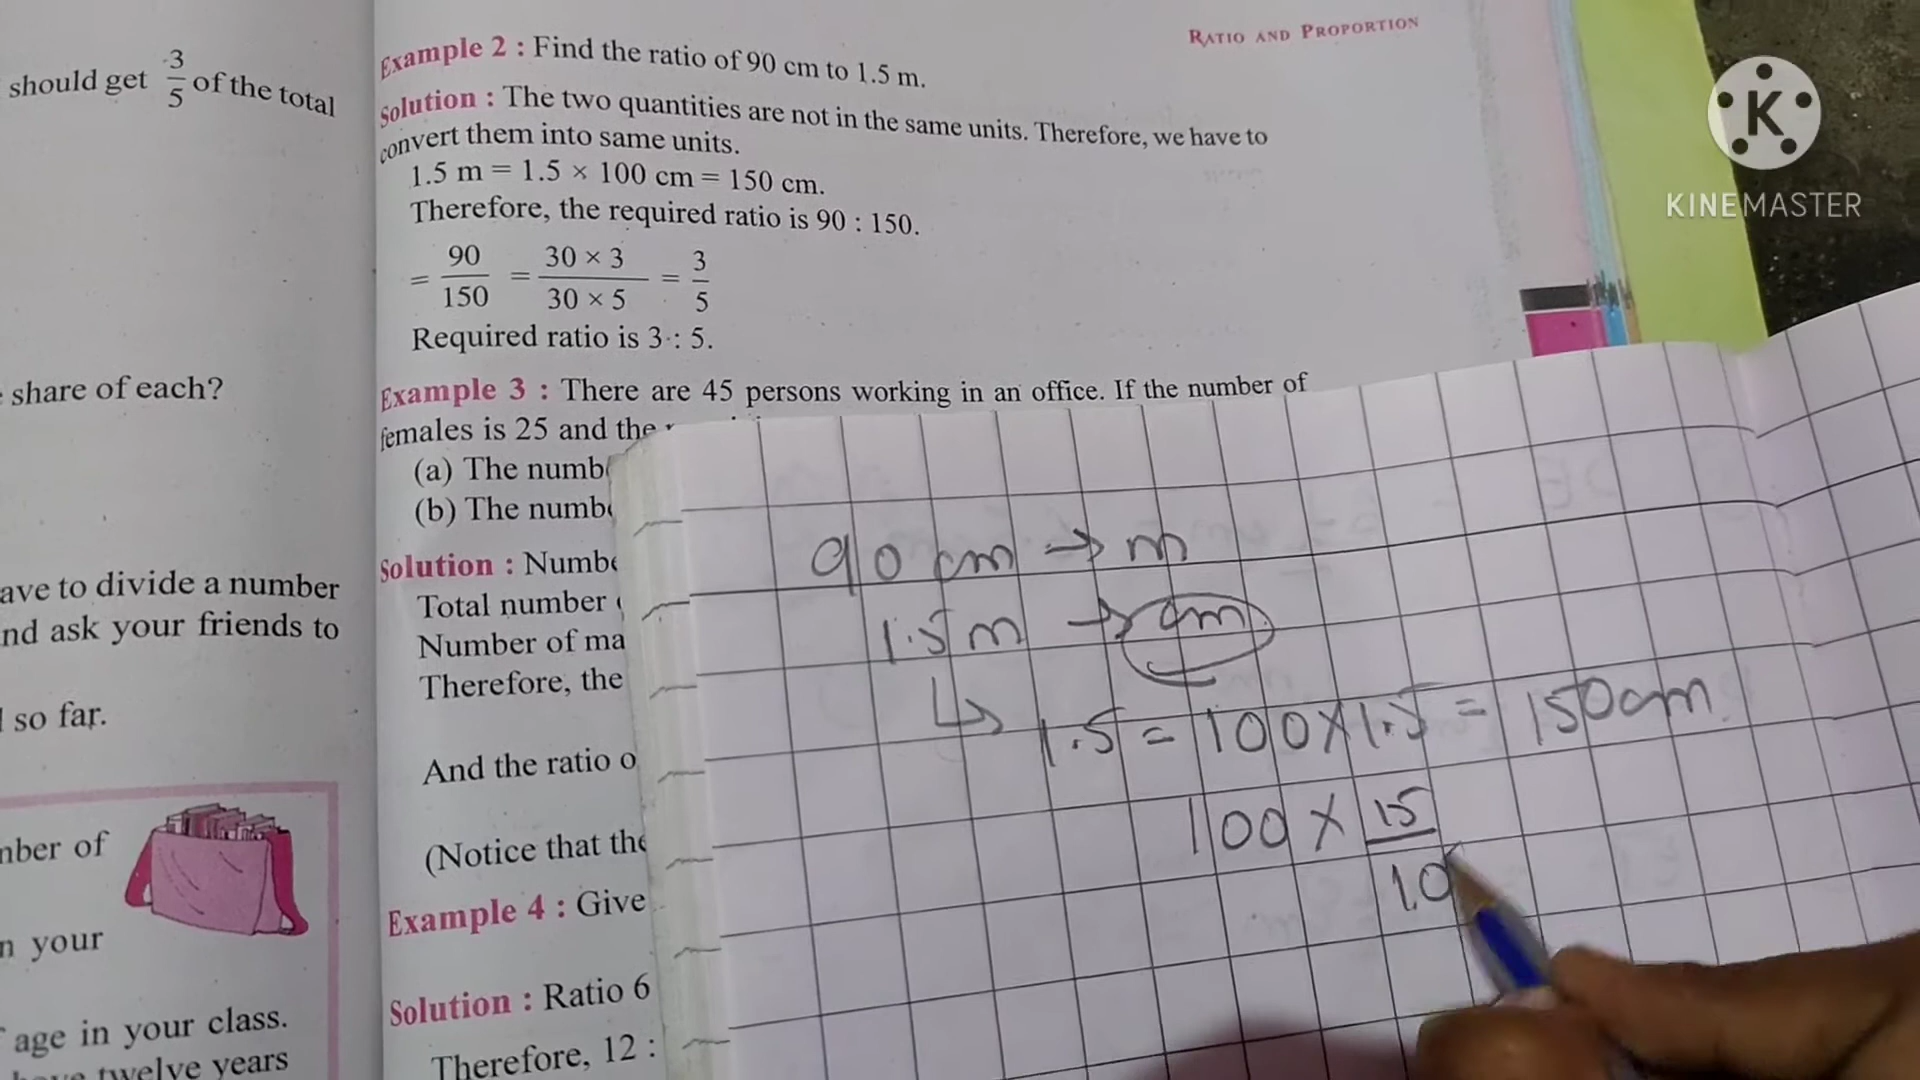 should get 3/5 of the total
share of each?
ave to divide a number
nd ask your friends to
so far.
nber of
n your
age in your class.
twelve years
RATIO AND PROPORTION
Example 2 : Find the ratio of 90 cm to 1.5 m.
Solution : The two quantities are not in the same units. Therefore, we have to
convert them into same units.
1.5 m = 1.5 × 100 cm = 150 cm.
Therefore, the required ratio is 90 : 150.
= 90/150 = 30 × 3/30 × 5 = 3/5
Required ratio is 3 : 5.
Example 3 : There are 45 persons working in an office. If the number of
females is 25 and the
(a) The numb
(b) The numb
Solution : Numbe
Total number
Number of ma
Therefore, the
And the ratio o
(Notice that the
Example 4 : Give
Solution : Ratio 6
Therefore, 12 :
90 cm → m
1.5 m → cm
1.5 = 100 × 1.5 = 150 cm
100 × 15/10
K
KINEMASTER